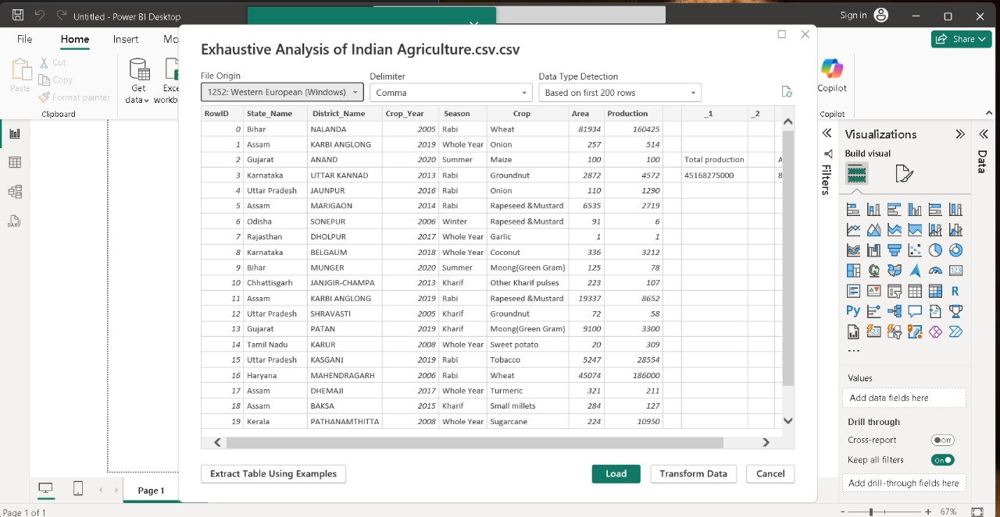 Untitled - Power BI Desktop
Sign in
File
Home
Insert
Mo
Share
Paste
Cut
Copy
Format painter
Clipboard
Get data
Exce
workb
Copilot
Copilot
Exhaustive Analysis of Indian Agriculture.csv.csv
File Origin
Delimiter
Data Type Detection
1252: Western European (Windows)
Comma
Based on first 200 rows
RowID State_Name District_Name Crop_Year Season Crop Area Production _1 _2
0 Bihar NALANDA 2005 Rabi Wheat 81934 160425
1 Assam KARBI ANGLONG 2019 Whole Year Onion 257 514
2 Gujarat ANAND 2020 Summer Maize 100 100 Total production A
3 Karnataka UTTAR KANNAD 2013 Rabi Groundnut 2872 4572 45168275000 8
4 Uttar Pradesh JAUNPUR 2016 Rabi Onion 110 1290
5 Assam MARIGAON 2014 Rabi Rapeseed &Mustard 6535 2719
6 Odisha SONEPUR 2006 Winter Rapeseed &Mustard 91 6
7 Rajasthan DHOLPUR 2017 Whole Year Garlic 1 1
8 Karnataka BELGAUM 2018 Whole Year Coconut 336 3212
9 Bihar MUNGER 2020 Summer Moong(Green Gram) 125 78
10 Chhattisgarh JANJGIR-CHAMPA 2013 Kharif Other Kharif pulses 223 107
11 Assam KARBI ANGLONG 2019 Rabi Rapeseed &Mustard 19337 8652
12 Uttar Pradesh SHRAVASTI 2005 Kharif Groundnut 72 58
13 Gujarat PATAN 2019 Kharif Moong(Green Gram) 9100 3300
14 Tamil Nadu KARUR 2008 Whole Year Sweet potato 20 309
15 Uttar Pradesh KASGANJ 2019 Rabi Tobacco 5247 28554
16 Haryana MAHENDRAGARH 2006 Rabi Wheat 45074 186000
17 Assam DHEMAJI 2017 Whole Year Turmeric 321 211
18 Assam BAKSA 2015 Kharif Small millets 284 127
19 Kerala PATHANAMTHITTA 2008 Whole Year Sugarcane 224 10950
Extract Table Using Examples
Load
Transform Data
Cancel
Filters
Visualizations
Build visual
123
R
Py
123
Values
Add data fields here
Drill through
Cross-report
Off
Keep all filters
On
Add drill-through fields here
Data
DAX
Page 1
Page 1 of 1
- + 67%